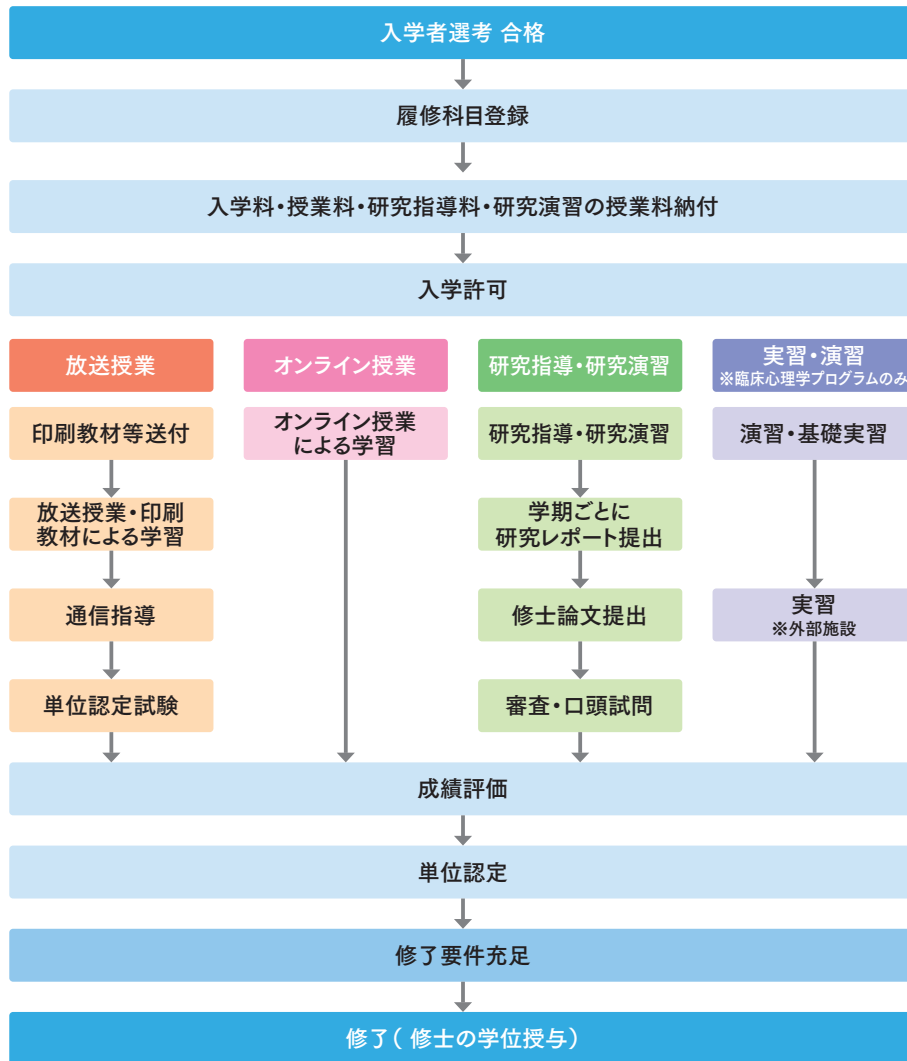 入学者選考 合格
履修科目登録
入学料・授業料・研究指導料・研究演習の授業料納付
入学許可
放送授業
印刷教材等送付
放送授業・印刷
教材による学習
通信指導
単位認定試験
オンライン授業
オンライン授業
による学習
研究指導・研究演習
研究指導・研究演習
学期ごとに
研究レポート提出
修士論文提出
審査・口頭試問
実習・演習
※臨床心理学プログラムのみ
演習・基礎実習
実習
※外部施設
成績評価
単位認定
修了要件充足
修了( 修士の学位授与)